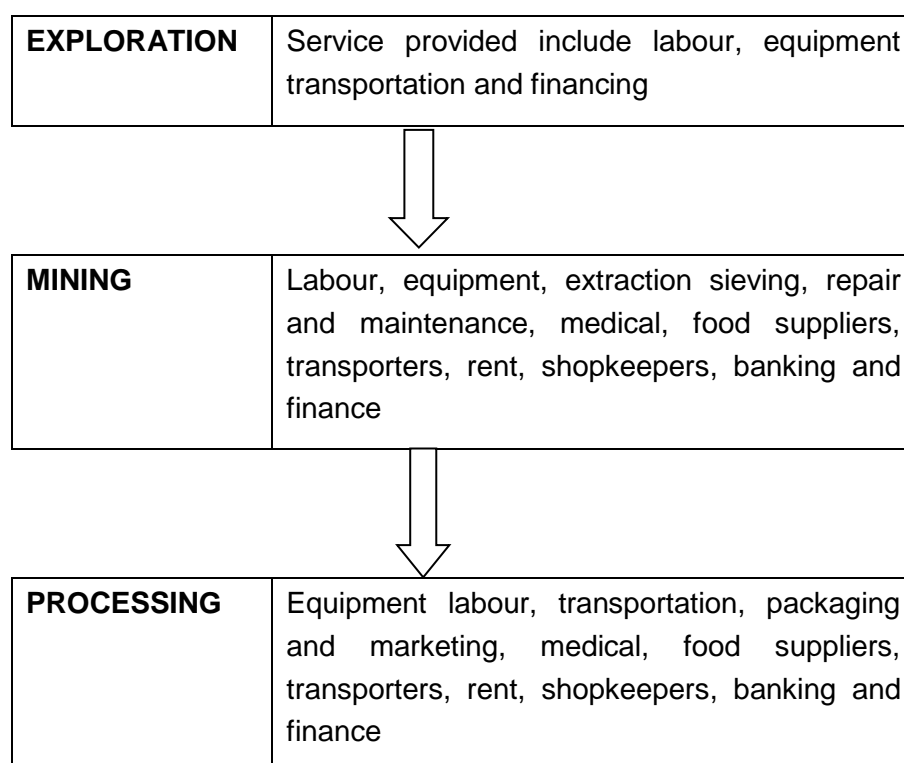 EXPLORATION
Service provided include labour, equipment
transportation and financing
MINING
Labour, equipment, extraction sieving, repair
and maintenance, medical, food suppliers,
transporters, rent, shopkeepers, banking and
finance
PROCESSING
Equipment labour, transportation, packaging
and marketing, medical, food suppliers,
transporters, rent, shopkeepers, banking and
finance